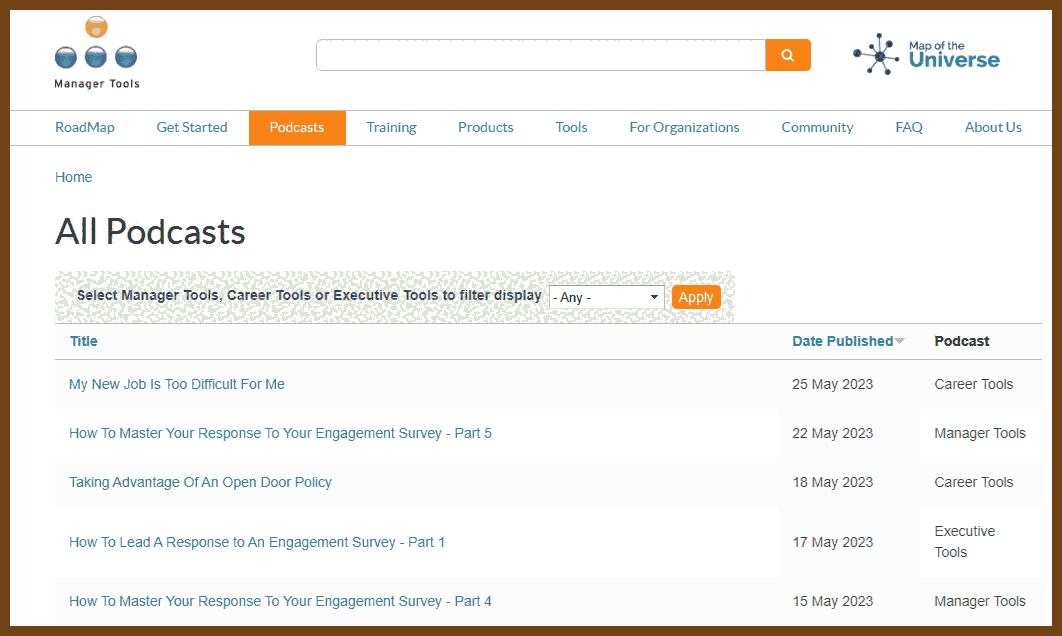 Manager Tools
Map of the
Universe
RoadMap Get Started Podcasts Training Products Tools For Organizations Community FAQ About Us
Home
All Podcasts
Select Manager Tools, Career Tools or Executive Tools to filter display - Any - Apply
Title Date Published Podcast
My New Job Is Too Difficult For Me 25 May 2023 Career Tools
How To Master Your Response To Your Engagement Survey - Part 5 22 May 2023 Manager Tools
Taking Advantage Of An Open Door Policy 18 May 2023 Career Tools
How To Lead A Response to An Engagement Survey - Part 1 17 May 2023 Executive
Tools
How To Master Your Response To Your Engagement Survey - Part 4 15 May 2023 Manager Tools